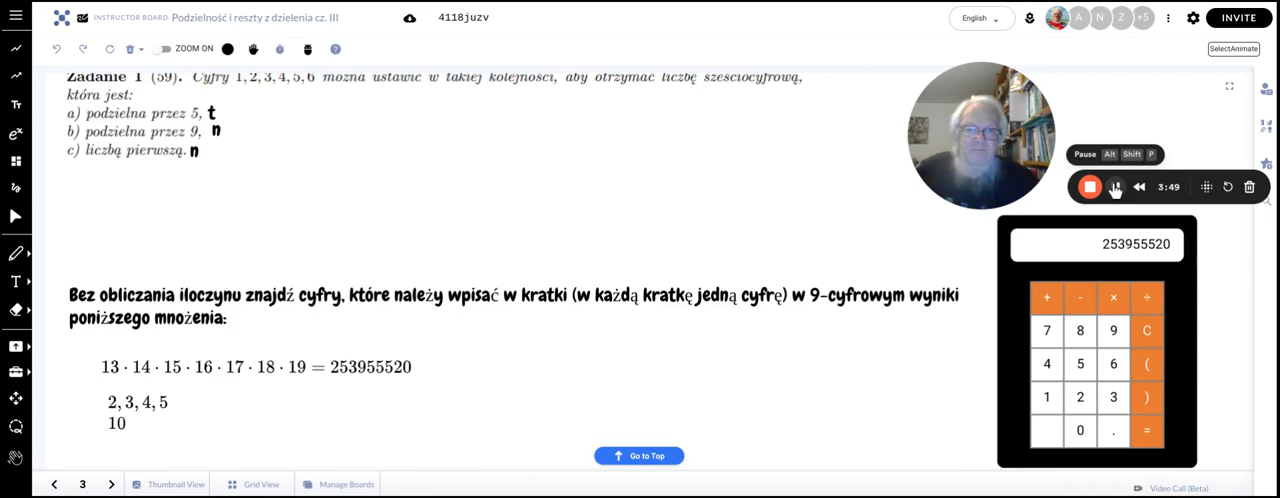 INSTRUCTOR BOARD: Podzielność i reszty z dzielenia cz. III
4118juzv
English
A N Z +5
INVITE
ZOOM ON
SelectAnimate
Zadanie 1 (59). Cyfry 1, 2, 3, 4, 5, 6 można ustawić w takiej kolejności, aby otrzymać liczbę sześciocyfrową,
która jest:
a) podzielna przez 5, t
b) podzielna przez 9, n
c) liczbą pierwszą. n
Pause Alt Shift P
3:49
253955520
+ - × ÷
7 8 9 C
4 5 6 (
1 2 3 )
0 . =
Bez obliczania iloczynu znajdź cyfry, które należy wpisać w kratki (w każdą kratkę jedną cyfrę) w 9-cyfrowym wyniki
poniższego mnożenia:
13 · 14 · 15 · 16 · 17 · 18 · 19 = 253955520
2, 3, 4, 5
10
Go to Top
3
Thumbnail View
Grid View
Manage Boards
Video Call (Beta)